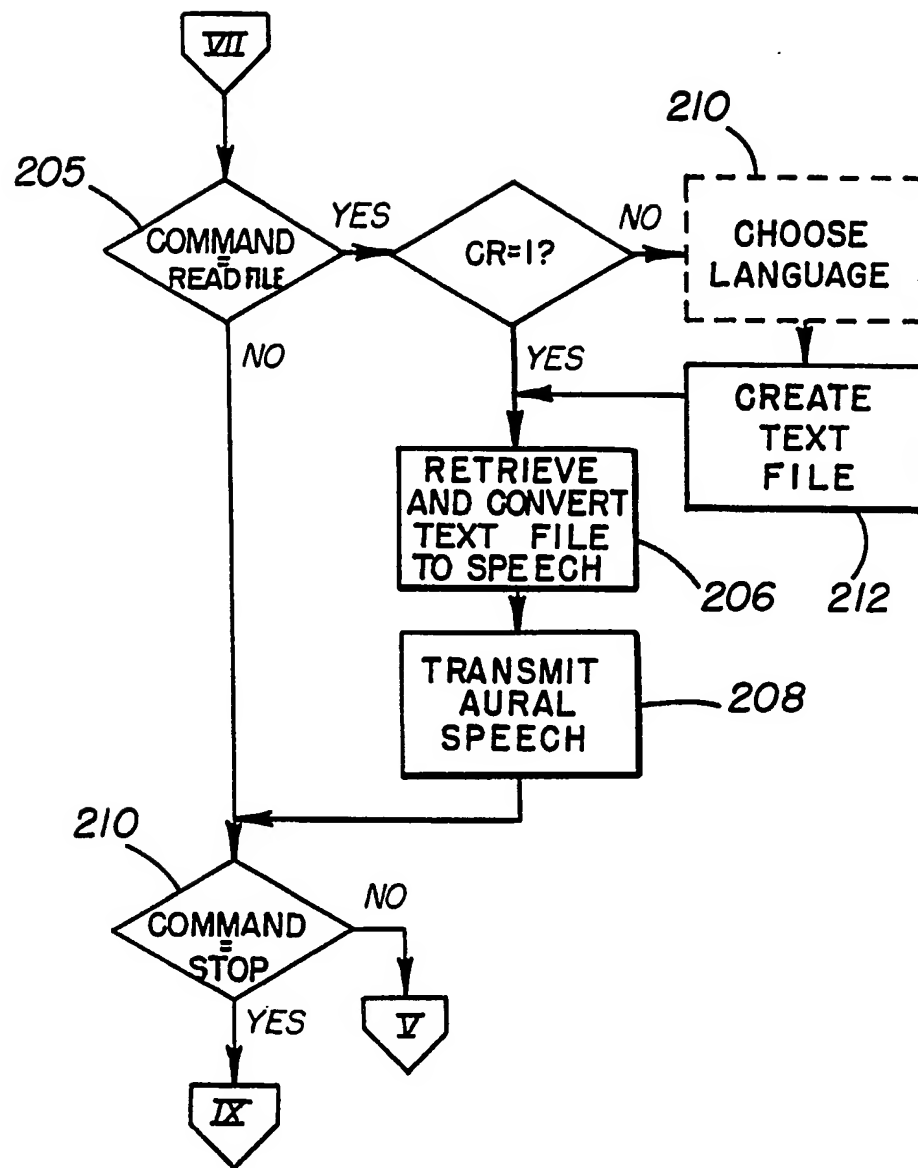 VII
210
205
YES
NO
COMMAND
=
READ FILE
CR=1?
CHOOSE
LANGUAGE
NO
YES
CREATE
TEXT
FILE
RETRIEVE
AND CONVERT
TEXT FILE
TO SPEECH
206
212
TRANSMIT
AURAL
SPEECH
208
210
NO
COMMAND
=
STOP
YES
V
IX